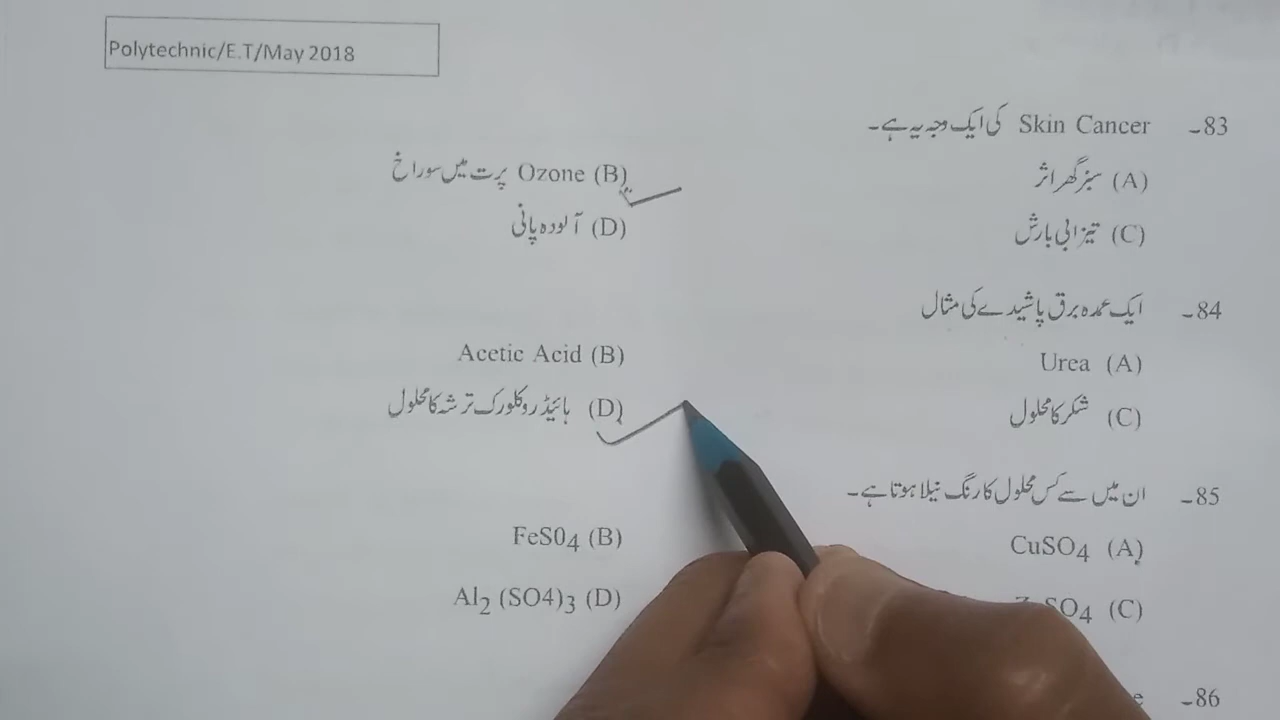 Polytechnic/E.T/May 2018
83۔ Skin Cancer کی ایک وجہ یہ ہے۔
(A) سبز گھر اثر
(B) Ozone پرت میں سوراخ
(C) تیزابی بارش
(D) آلودہ پانی
84۔ ایک عمدہ برق پاشیدے کی مثال
(A) Urea
(B) Acetic Acid
(C) شکر کا محلول
(D) ہائیڈروکلورک ترشہ کا محلول
85۔ ان میں سے کس محلول کا رنگ نیلا ہوتا ہے۔
(A) CuSO4
(B) FeS04
(C) SO4
(D) Al2 (SO4)3
86۔